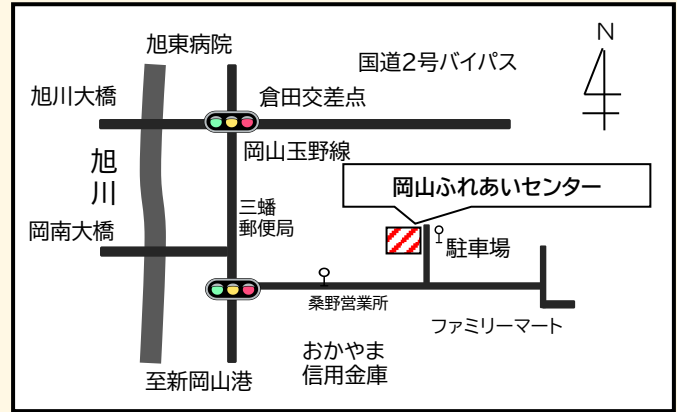 旭東病院
国道2号バイパス
N
旭川大橋
倉田交差点
岡山玉野線
旭川
岡山ふれあいセンター
三蟠
郵便局
岡南大橋
駐車場
桑野営業所
ファミリーマート
おかやま
信用金庫
至新岡山港